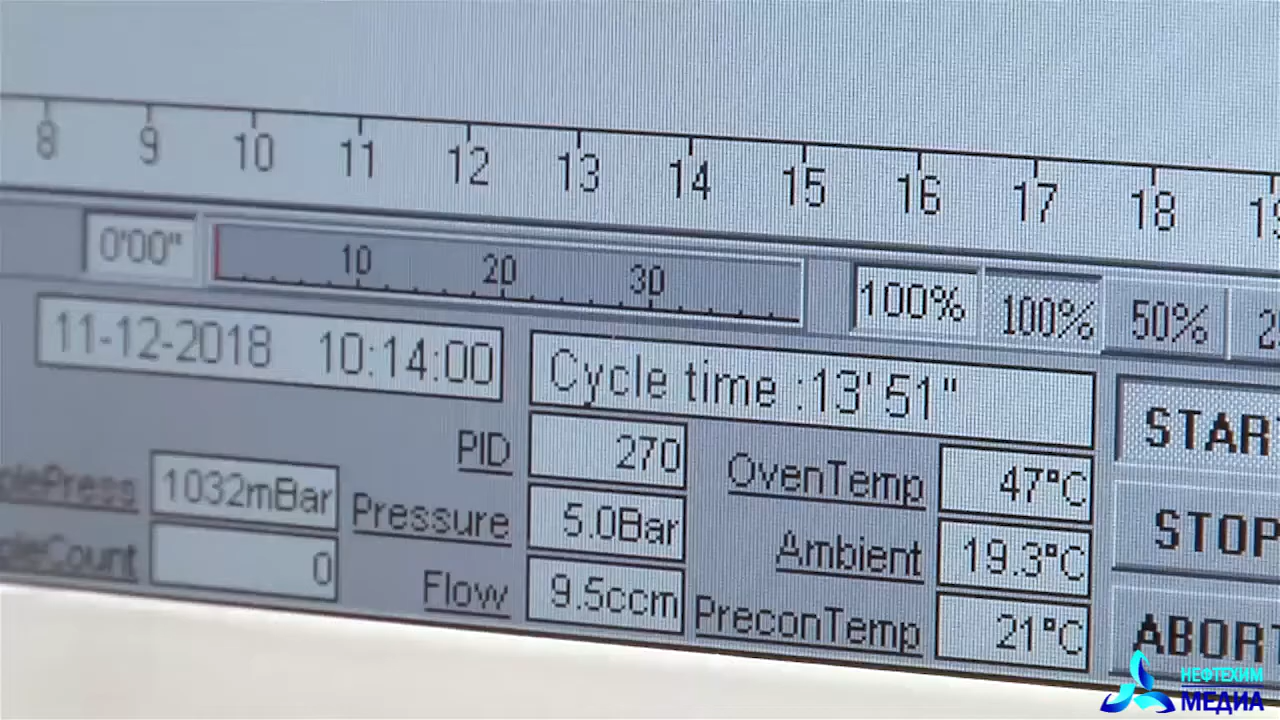 8 9 10 11 12 13 14 15 16 17 18
0'00" 10 20 30 100% 100% 50%
11-12-2018 10:14:00 Cycle time :13'51"
START
PID 270 OvenTemp 47°C
plePress 1032mBar Pressure 5.0Bar
STOP
Ambient 19.3°C
pleCount 0 Flow 9.5ccm PreconTemp 21°C
ABORT
НЕФТЕХИМ
МЕДИА